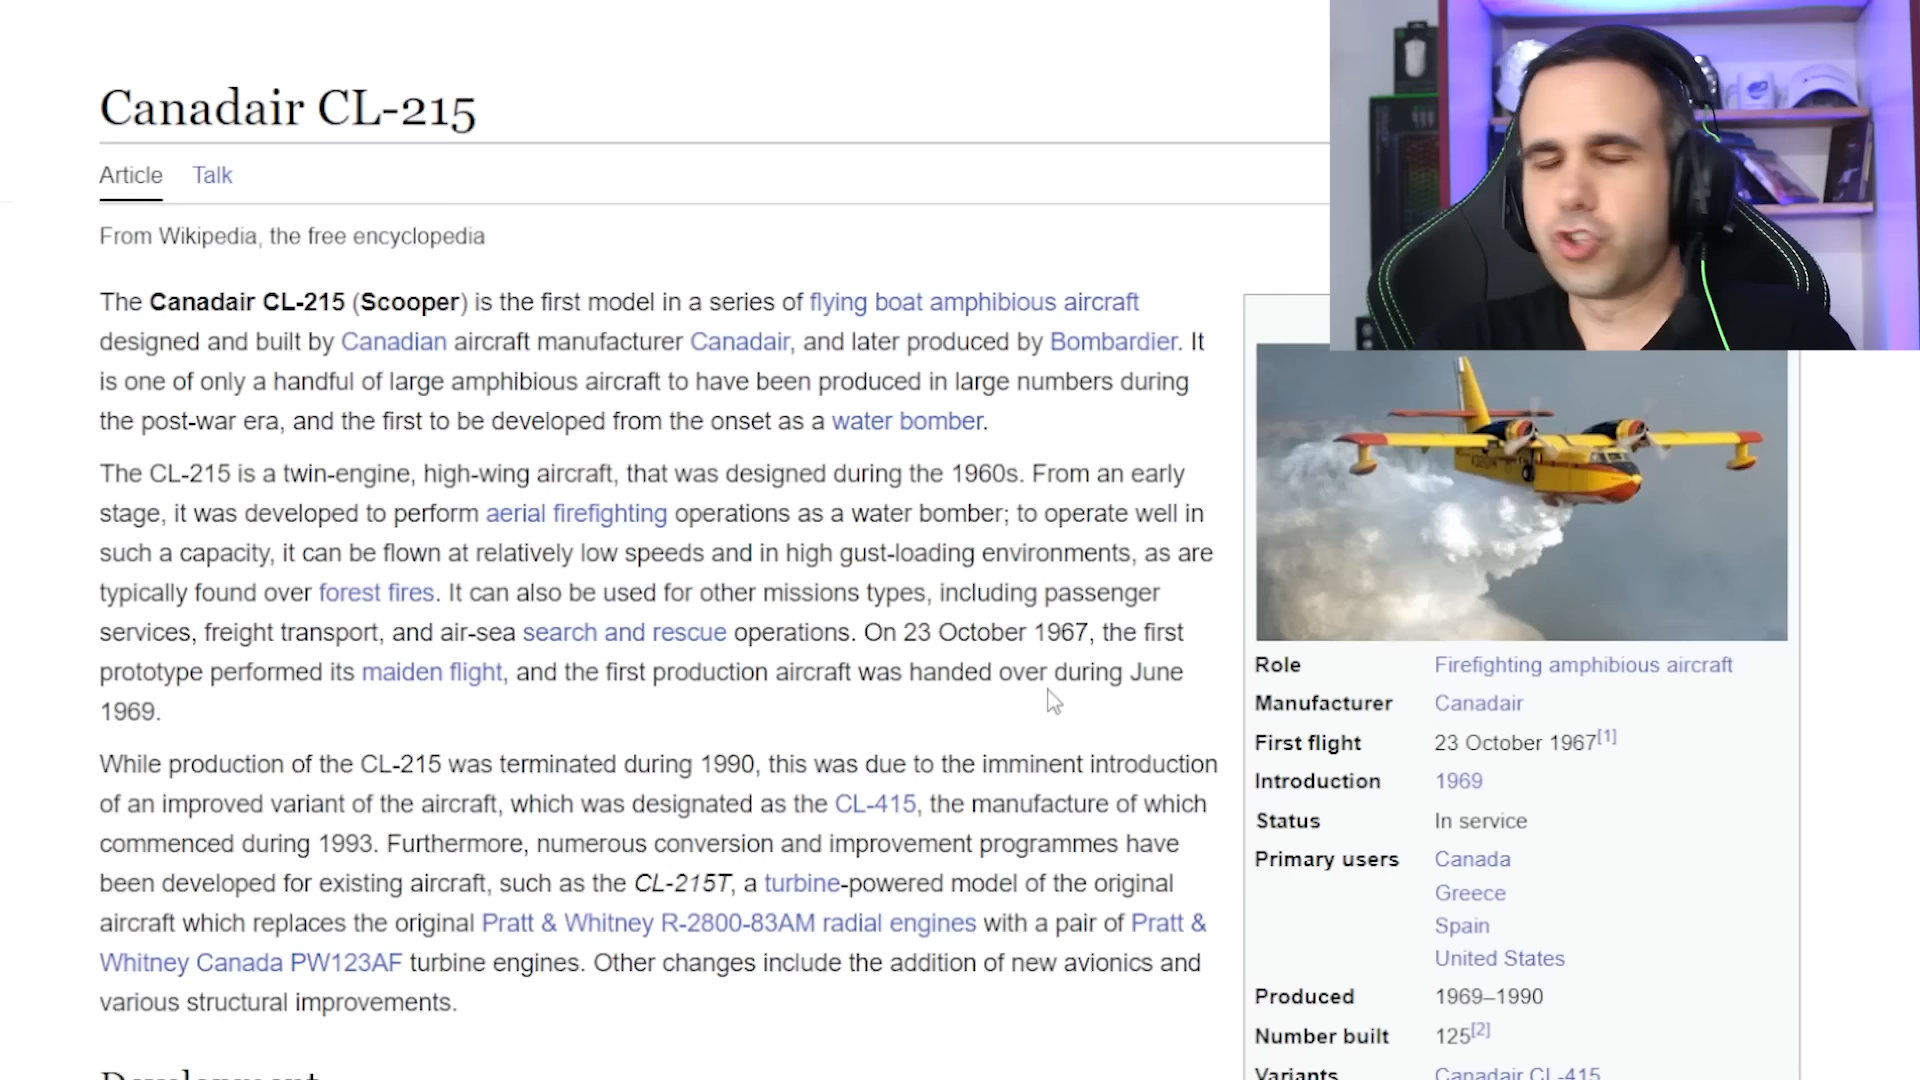 Canadair CL-215
Article Talk
From Wikipedia, the free encyclopedia
The Canadair CL-215 (Scooper) is the first model in a series of flying boat amphibious aircraft
designed and built by Canadian aircraft manufacturer Canadair, and later produced by Bombardier. It
is one of only a handful of large amphibious aircraft to have been produced in large numbers during
the post-war era, and the first to be developed from the onset as a water bomber.
The CL-215 is a twin-engine, high-wing aircraft, that was designed during the 1960s. From an early
stage, it was developed to perform aerial firefighting operations as a water bomber; to operate well in
such a capacity, it can be flown at relatively low speeds and in high gust-loading environments, as are
typically found over forest fires. It can also be used for other missions types, including passenger
services, freight transport, and air-sea search and rescue operations. On 23 October 1967, the first
prototype performed its maiden flight, and the first production aircraft was handed over during June
1969.
While production of the CL-215 was terminated during 1990, this was due to the imminent introduction
of an improved variant of the aircraft, which was designated as the CL-415, the manufacture of which
commenced during 1993. Furthermore, numerous conversion and improvement programmes have
been developed for existing aircraft, such as the CL-215T, a turbine-powered model of the original
aircraft which replaces the original Pratt & Whitney R-2800-83AM radial engines with a pair of Pratt &
Whitney Canada PW123AF turbine engines. Other changes include the addition of new avionics and
various structural improvements.
Development
Role Firefighting amphibious aircraft
Manufacturer Canadair
First flight 23 October 1967[1]
Introduction 1969
Status In service
Primary users Canada
Greece
Spain
United States
Produced 1969–1990
Number built 125[2]
Variants Canadair CL-415